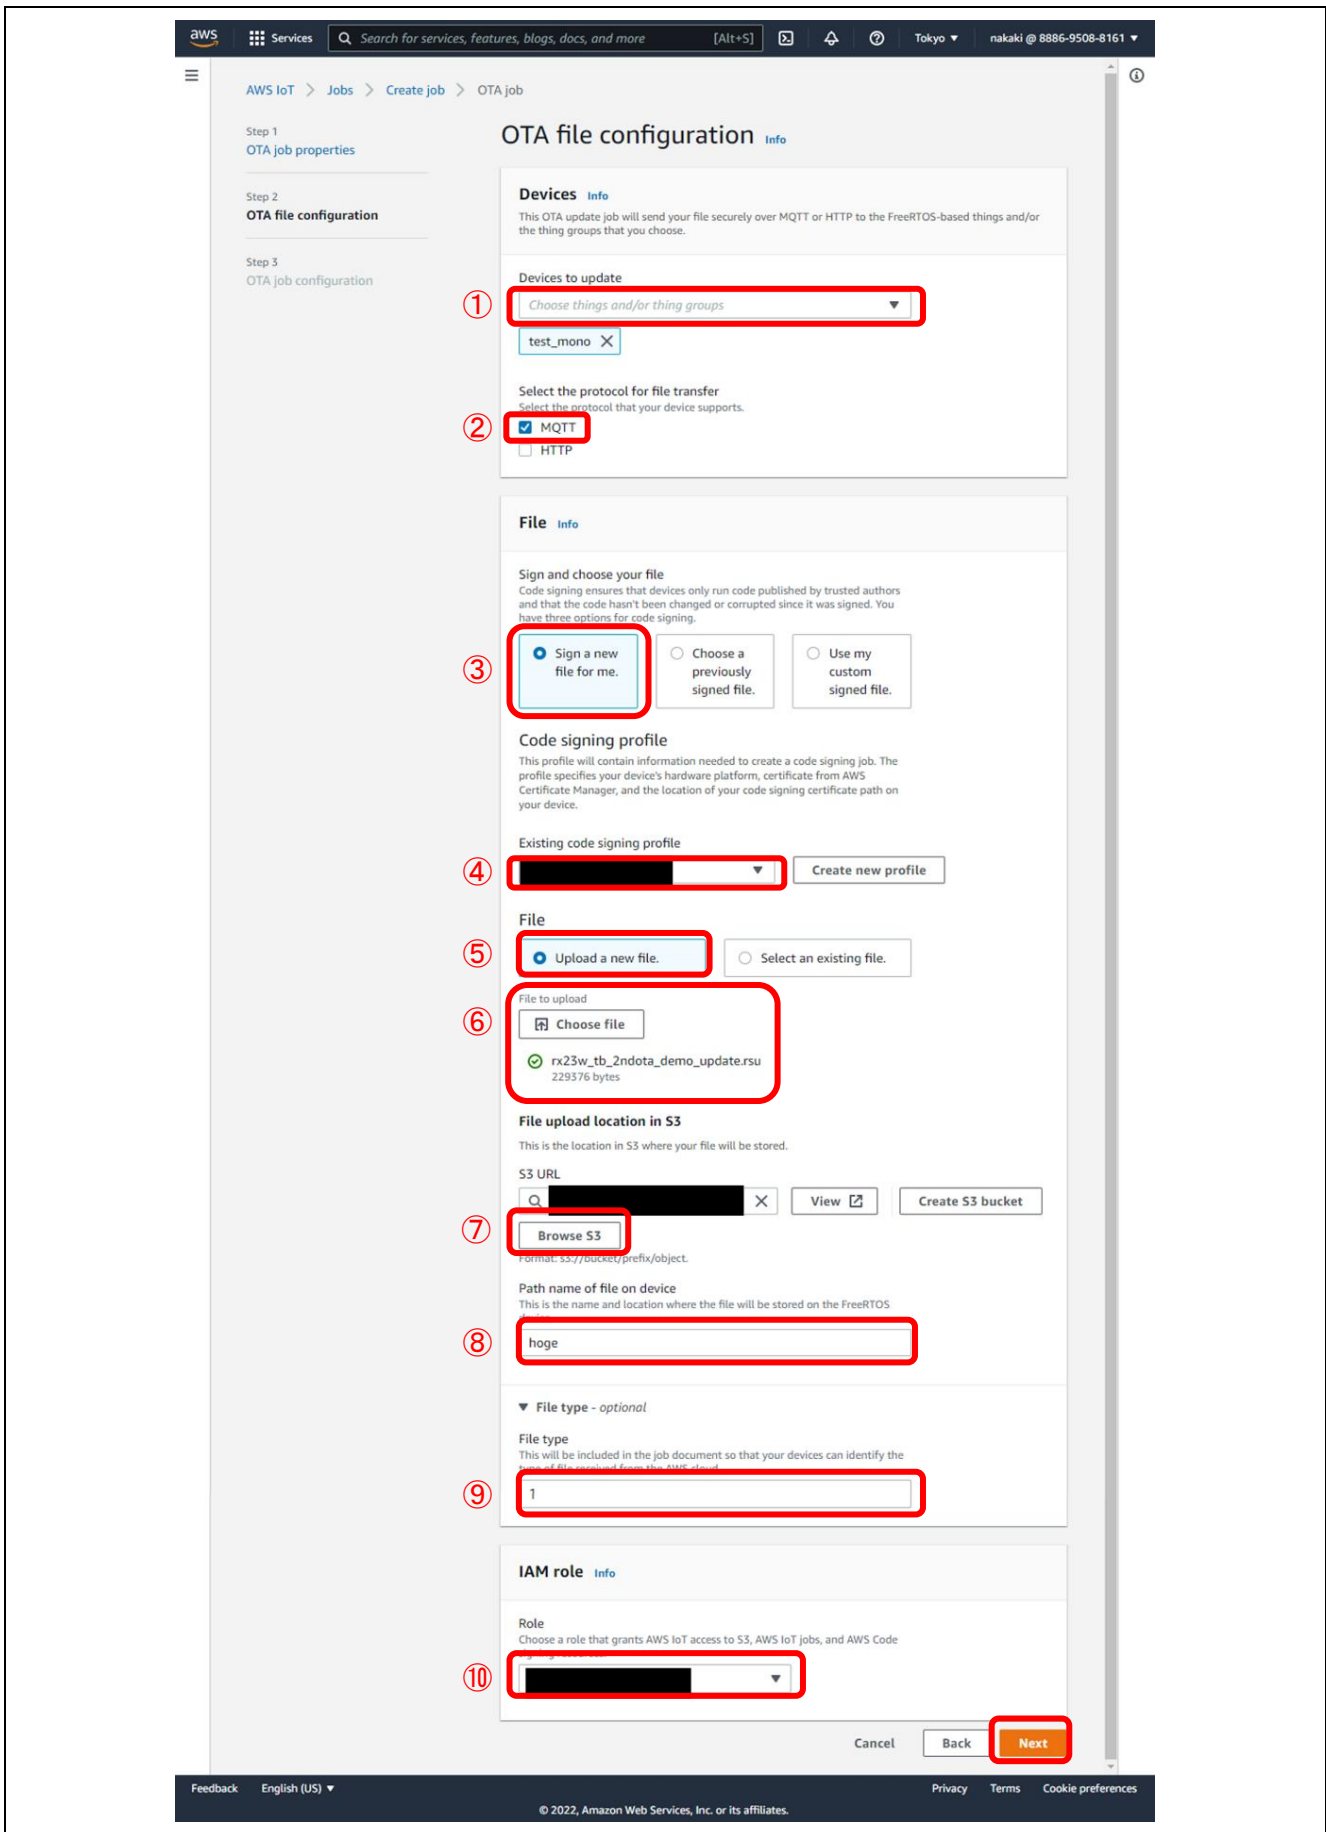 aws Services Search for services, features, blogs, docs, and more [Alt+S] Tokyo ▼ nakaki @ 8886-9508-8161 ▼
AWS IoT > Jobs > Create job > OTA job
Step 1
OTA job properties
Step 2
OTA file configuration
Step 3
OTA job configuration
OTA file configuration Info
Devices Info
This OTA update job will send your file securely over MQTT or HTTP to the FreeRTOS-based things and/or
the thing groups that you choose.
Devices to update
① Choose things and/or thing groups ▼
test_mono ✕
Select the protocol for file transfer
Select the protocol that your device supports.
② MQTT
HTTP
File Info
Sign and choose your file
Code signing ensures that devices only run code published by trusted authors
and that the code hasn't been changed or corrupted since it was signed. You
have three options for code signing.
③ Sign a new
file for me.
Choose a
previously
signed file.
Use my
custom
signed file.
Code signing profile
This profile will contain information needed to create a code signing job. The
profile specifies your device's hardware platform, certificate from AWS
Certificate Manager, and the location of your code signing certificate path on
your device.
Existing code signing profile
④ ▼ Create new profile
File
⑤ Upload a new file. Select an existing file.
File to upload
⑥ Choose file
rx23w_tb_2ndota_demo_update.rsu
229376 bytes
File upload location in S3
This is the location in S3 where your file will be stored.
S3 URL
✕ View Create S3 bucket
⑦ Browse S3
Format: s3://bucket/prefix/object.
Path name of file on device
This is the name and location where the file will be stored on the FreeRTOS
device.
⑧ hoge
▼ File type - optional
File type
This will be included in the job document so that your devices can identify the
type of file received from the AWS cloud.
⑨ 1
IAM role Info
Role
Choose a role that grants AWS IoT access to S3, AWS IoT jobs, and AWS Code
signing resources.
⑩ ▼
Cancel Back Next
Feedback English (US) ▼ Privacy Terms Cookie preferences
© 2022, Amazon Web Services, Inc. or its affiliates.